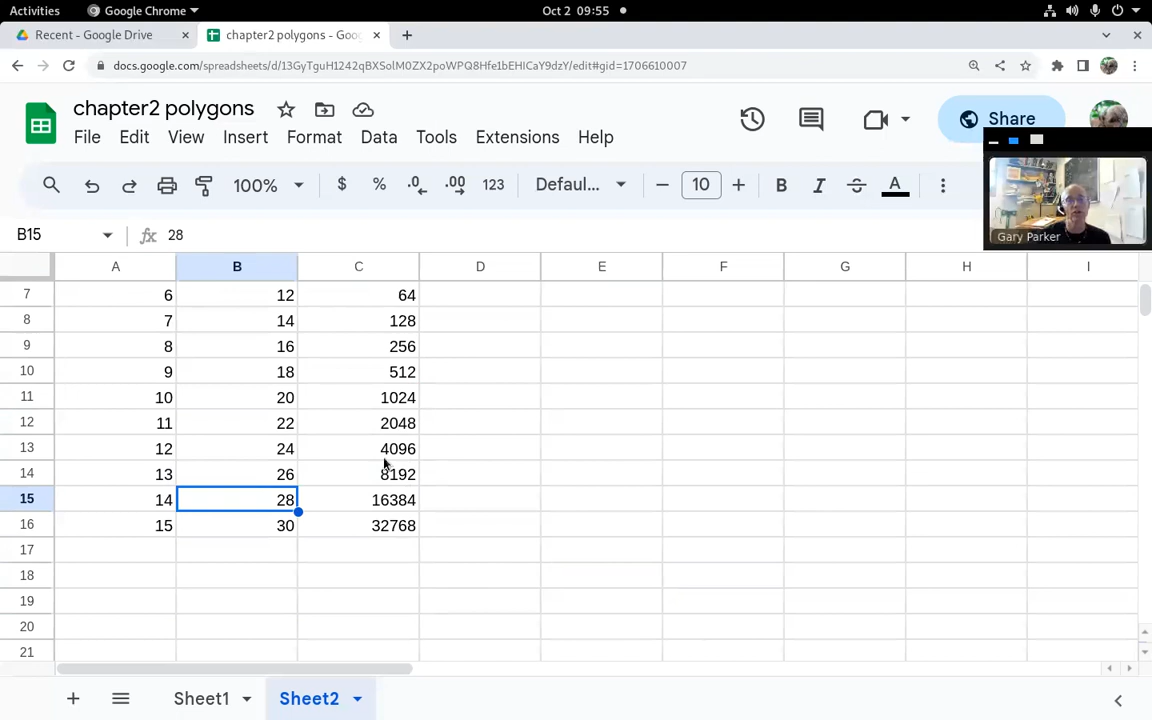 Activities Google Chrome Oct 2 09:55
Recent - Google Drive chapter2 polygons - Goo
docs.google.com/spreadsheets/d/13GyTguH1242qBXSolM0ZX2poWPQ8Hfe1bEHICaY9dzY/edit#gid=1706610007
chapter2 polygons
Share
File Edit View Insert Format Data Tools Extensions Help
100% $ % .0 .00 123 Defaul... 10 B I S A
Gary Parker
B15 fx 28
A B C D E F G H I
7 6 12 64
8 7 14 128
9 8 16 256
10 9 18 512
11 10 20 1024
12 11 22 2048
13 12 24 4096
14 13 26 8192
15 14 28 16384
16 15 30 32768
17
18
19
20
21
Sheet1 Sheet2